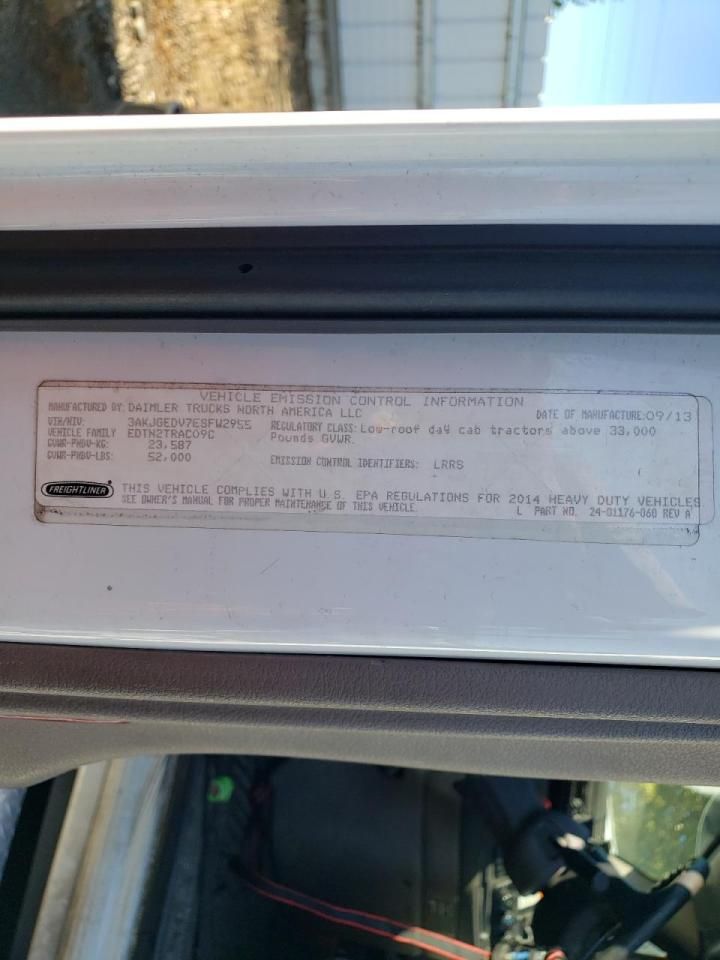 VEHICLE EMISSION CONTROL INFORMATION
MANUFACTURED BY: DAIMLER TRUCKS NORTH AMERICA LLC DATE OF MANUFACTURE: 09/13
VIN/NIV: 3AKJGEDV7ESFW2955 REGULATORY CLASS: Low-roof day cab tractors above 33,000
VEHICLE FAMILY EDTN2TRAC09C Pounds GVWR.
GVWR-PNBV-KG: 23,587
GVWR-PNBV-LBS: 52,000 EMISSION CONTROL IDENTIFIERS: LRRS
FREIGHTLINER THIS VEHICLE COMPLIES WITH U.S. EPA REGULATIONS FOR 2014 HEAVY DUTY VEHICLES
SEE OWNER'S MANUAL FOR PROPER MAINTENANCE OF THIS VEHICLE. L PART NO. 24-01176-060 REV A